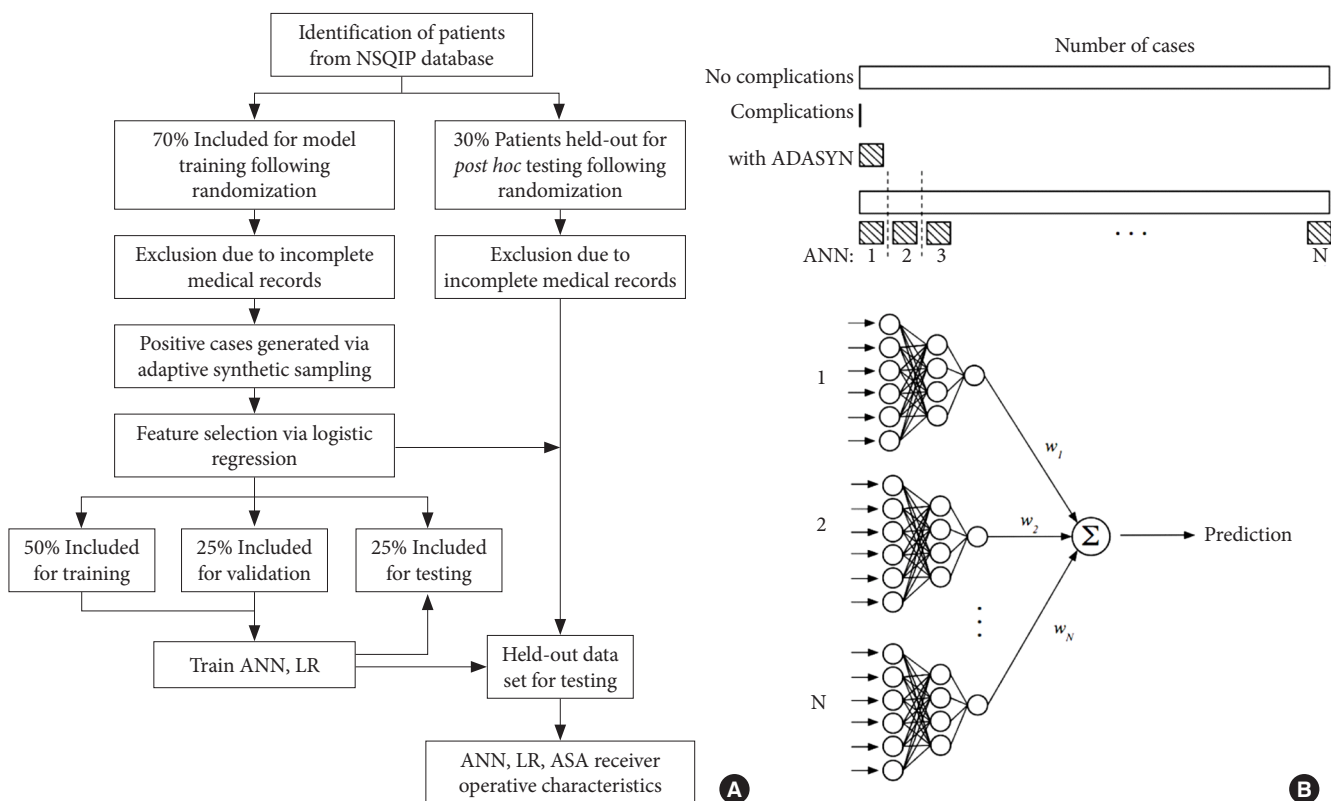 Identification of patients
from NSQIP database
70% Included for model
training following
randomization
30% Patients held-out for
post hoc testing following
randomization
Exclusion due to incomplete
medical records
Exclusion due to
incomplete medical records
Positive cases generated via
adaptive synthetic sampling
Feature selection via logistic
regression
50% Included
for training
25% Included
for validation
25% Included
for testing
Train ANN, LR
Held-out data
set for testing
ANN, LR, ASA receiver
operative characteristics
A
Number of cases
No complications
Complications
with ADASYN
. . .
ANN: 1 2 3 N
1
w1
2
w2
Σ
Prediction
wN
N
B